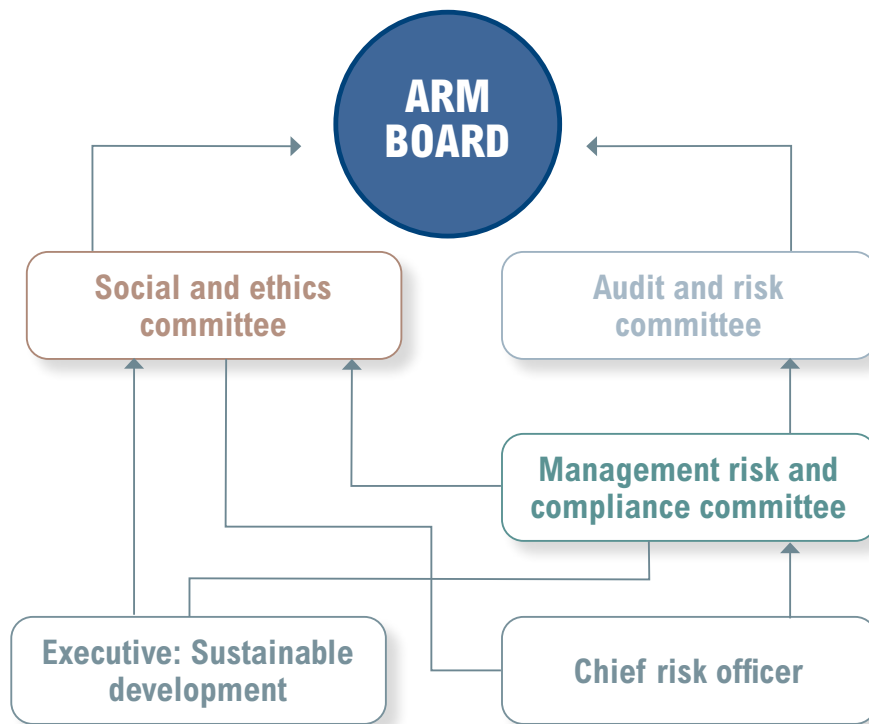 ARM
BOARD
Social and ethics
committee
Audit and risk
committee
Management risk and
compliance committee
Executive: Sustainable
development
Chief risk officer